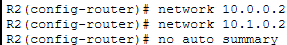 R2(config-router)# network 10.0.0.2
R2(config-router)# network 10.1.0.2
R2(config-router)# no auto summary